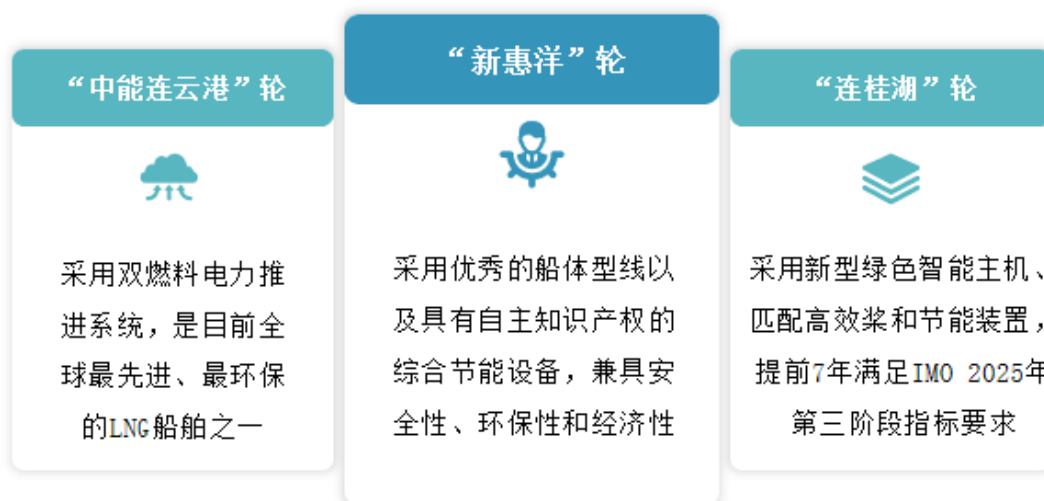 “中能连云港”轮
采用双燃料电力推
进系统，是目前全
球最先进、最环保
的LNG船舶之一
“新惠洋”轮
采用优秀的船体型线以
及具有自主知识产权的
综合节能设备，兼具安
全性、环保性和经济性
“连桂湖”轮
采用新型绿色智能主机、
匹配高效桨和节能装置，
提前7年满足IMO 2025年
第三阶段指标要求